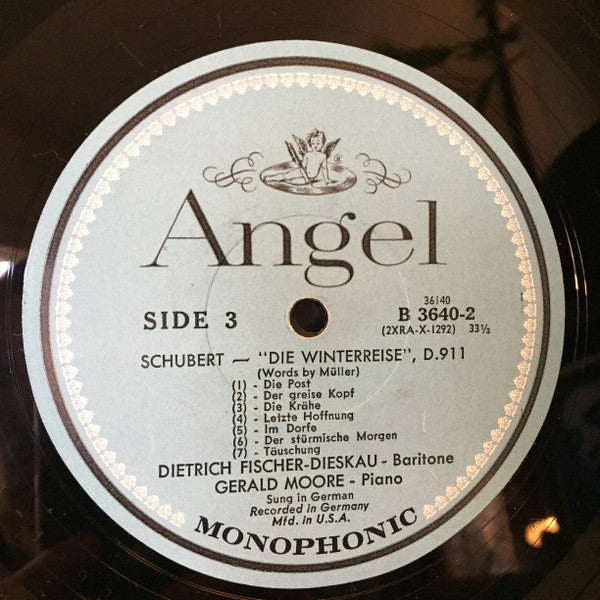 Angel
SIDE 3
36140
B 3640-2
(2XRA-X-1292) 33⅓
SCHUBERT — "DIE WINTERREISE", D.911
(Words by Müller)
(1) - Die Post
(2) - Der greise Kopf
(3) - Die Krähe
(4) - Letzte Hoffnung
(5) - Im Dorfe
(6) - Der stürmische Morgen
(7) - Täuschung
DIETRICH FISCHER-DIESKAU - Baritone
GERALD MOORE - Piano
Sung in German
Recorded in Germany
Mfd. in U.S.A.
MONOPHONIC